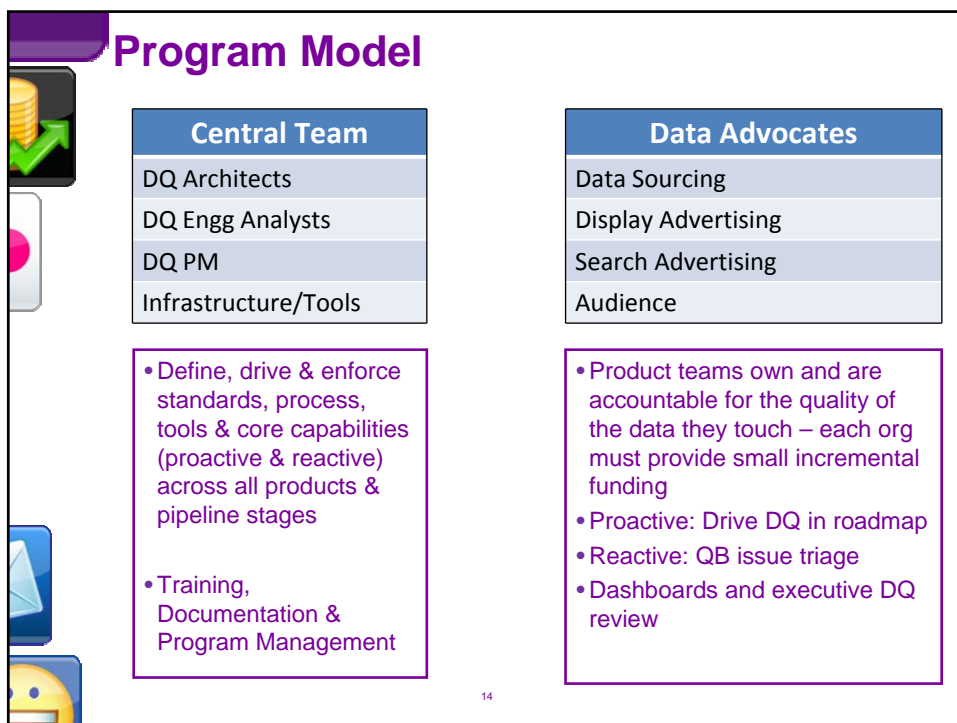 Program Model
Central Team
DQ Architects
DQ Engg Analysts
DQ PM
Infrastructure/Tools
Data Advocates
Data Sourcing
Display Advertising
Search Advertising
Audience
• Define, drive & enforce
standards, process,
tools & core capabilities
(proactive & reactive)
across all products &
pipeline stages
• Training,
Documentation &
Program Management
• Product teams own and are
accountable for the quality of
the data they touch – each org
must provide small incremental
funding
• Proactive: Drive DQ in roadmap
• Reactive: QB issue triage
• Dashboards and executive DQ
review
14